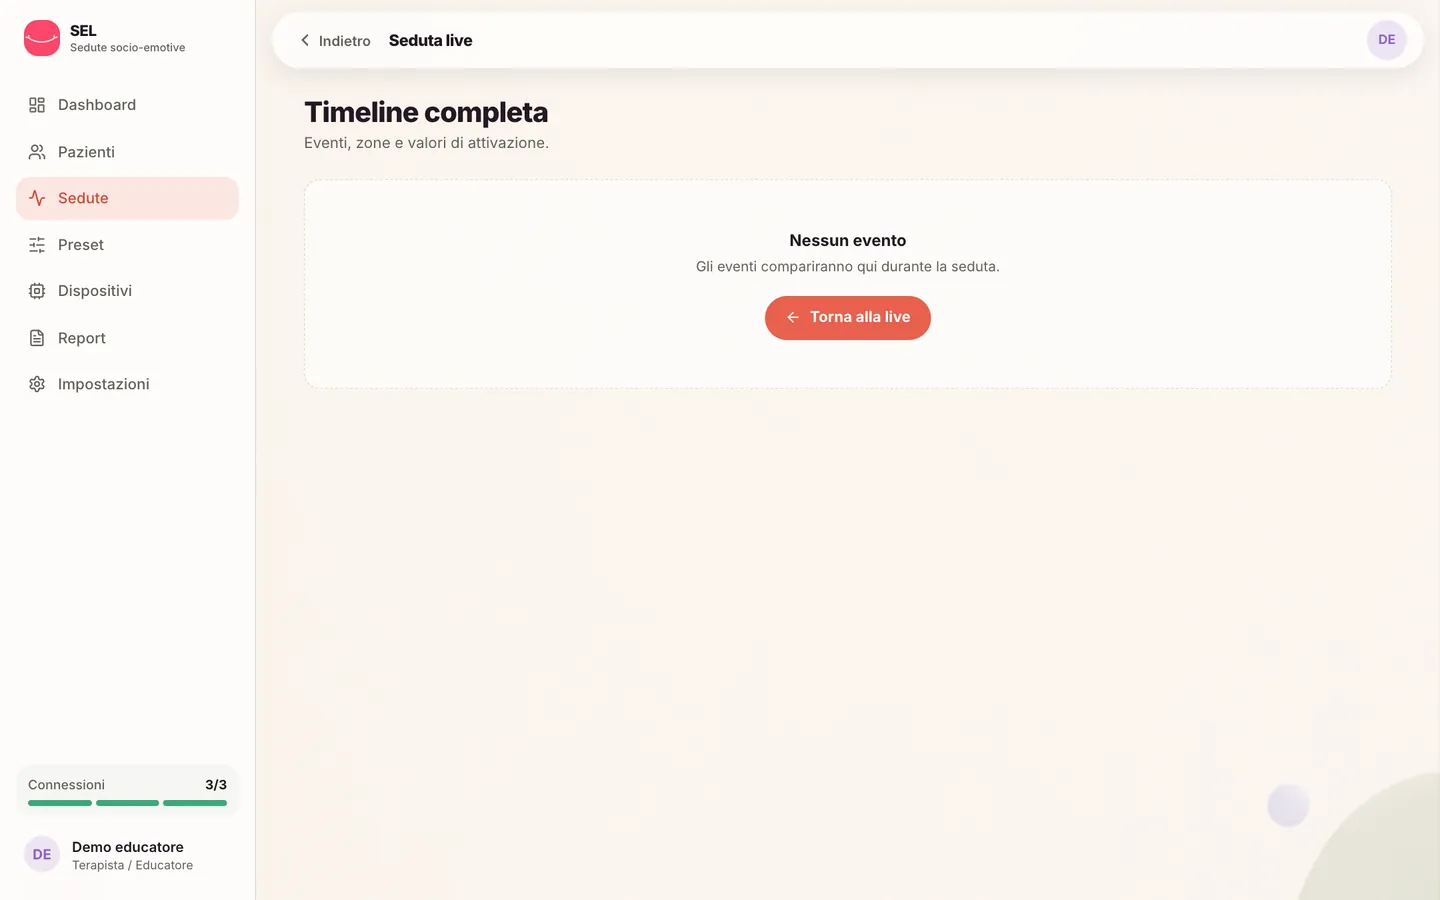 SEL
Sedute socio-emotive
Dashboard
Pazienti
Sedute
Preset
Dispositivi
Report
Impostazioni
Connessioni 3/3
DE
Demo educatore
Terapista / Educatore
Indietro Seduta live
DE
Timeline completa
Eventi, zone e valori di attivazione.
Nessun evento
Gli eventi compariranno qui durante la seduta.
Torna alla live